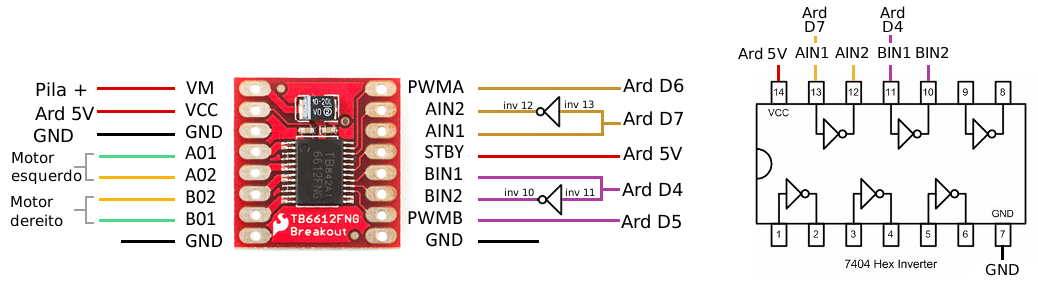 Pila +
Ard 5V
GND
Motor
esquerdo
Motor
dereito
VM
VCC
GND
A01
A02
B02
B01
GND
10-20L
TB6612FNG
Breakout
PWMA
AIN2
AIN1
STBY
BIN1
BIN2
PWMB
GND
inv 12
inv 13
inv 10
inv 11
Ard D6
Ard D7
Ard 5V
Ard D4
Ard D5
Ard
D7
Ard
D4
Ard 5V
AIN1
AIN2
BIN1
BIN2
14
13
12
11
10
9
8
VCC
GND
1
2
3
4
5
6
7
7404 Hex Inverter
GND